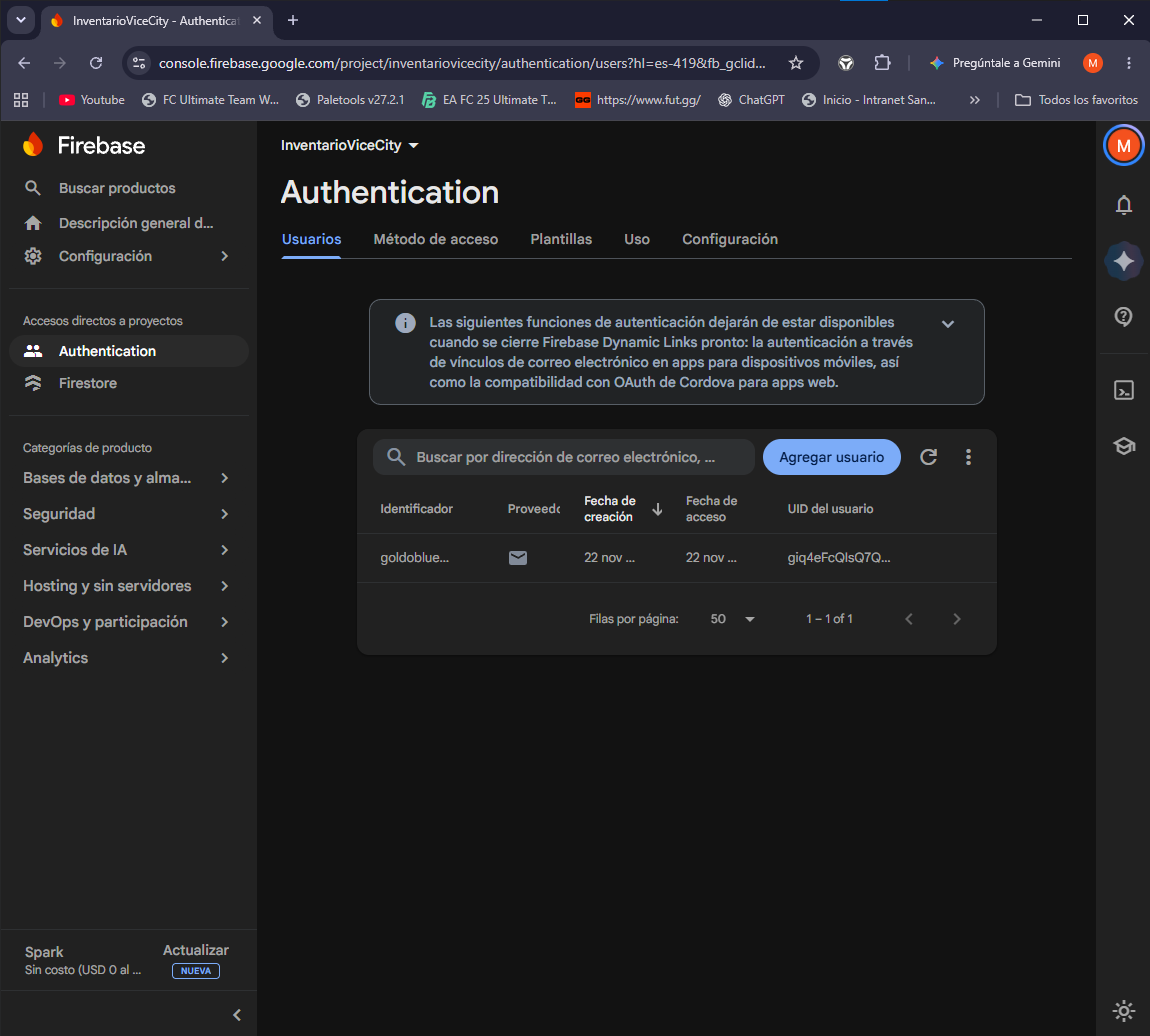 InventarioViceCity - Authenticat
console.firebase.google.com/project/inventariovicecity/authentication/users?hl=es-419&fb_gclid...
Pregúntale a Gemini
M
Youtube
FC Ultimate Team W...
Paletools v27.2.1
EA FC 25 Ultimate T...
https://www.fut.gg/
ChatGPT
Inicio - Intranet San...
Todos los favoritos
Firebase
Buscar productos
Descripción general d...
Configuración
Accesos directos a proyectos
Authentication
Firestore
Categorías de producto
Bases de datos y alma...
Seguridad
Servicios de IA
Hosting y sin servidores
DevOps y participación
Analytics
Spark
Sin costo (USD 0 al ...
Actualizar
NUEVA
InventarioViceCity
M
Authentication
Usuarios
Método de acceso
Plantillas
Uso
Configuración
Las siguientes funciones de autenticación dejarán de estar disponibles
cuando se cierre Firebase Dynamic Links pronto: la autenticación a través
de vínculos de correo electrónico en apps para dispositivos móviles, así
como la compatibilidad con OAuth de Cordova para apps web.
Buscar por dirección de correo electrónico, ...
Agregar usuario
Identificador
Proveedo
Fecha de
creación
Fecha de
acceso
UID del usuario
goldoblue...
22 nov ...
22 nov ...
giq4eFcQIsQ7Q...
Filas por página:
50
1 – 1 of 1